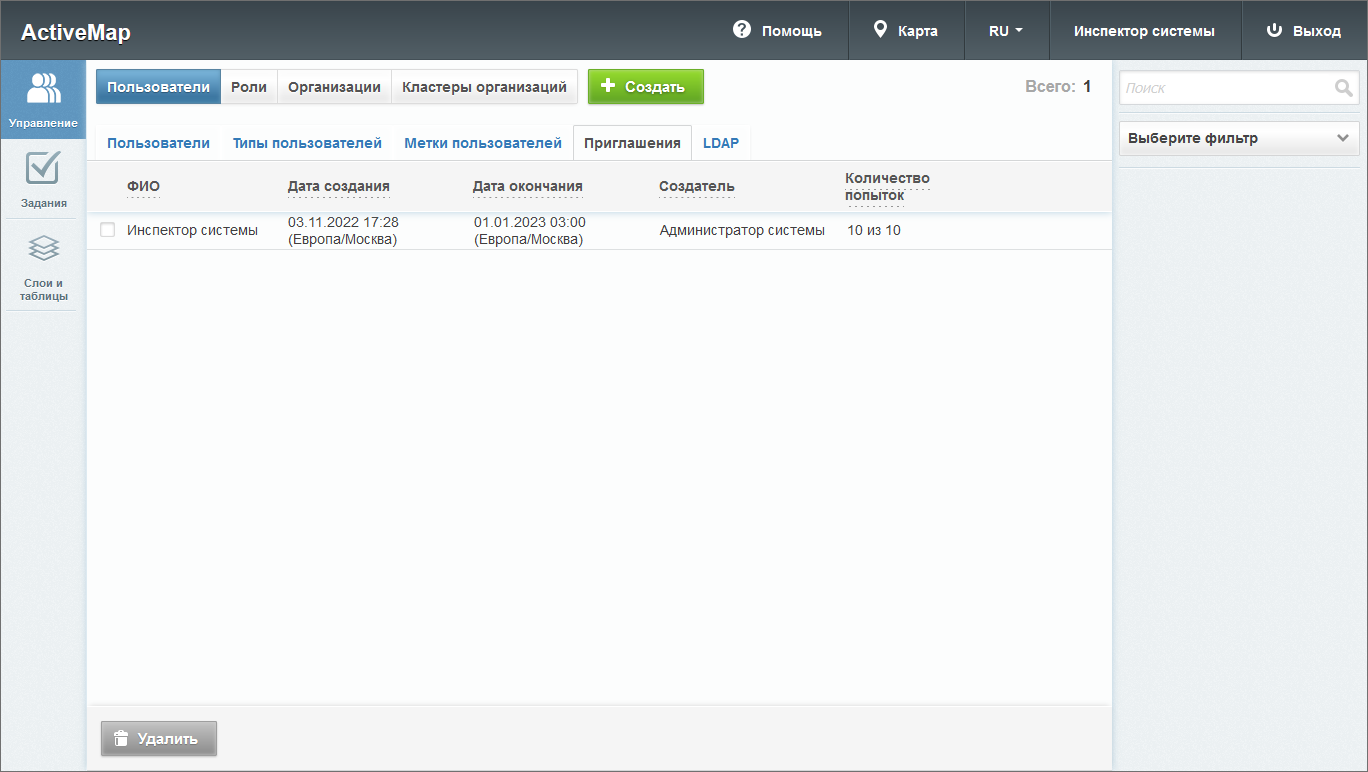 ActiveMap
Помощь
Карта
RU
Инспектор системы
Выход
Управление
Задания
Слои и
таблицы
Пользователи
Роли
Организации
Кластеры организаций
Создать
Всего: 1
Пользователи
Типы пользователей
Метки пользователей
Приглашения
LDAP
ФИО
Дата создания
Дата окончания
Создатель
Количество
попыток
Инспектор системы
03.11.2022 17:28
(Европа/Москва)
01.01.2023 03:00
(Европа/Москва)
Администратор системы
10 из 10
Удалить
Поиск
Выберите фильтр